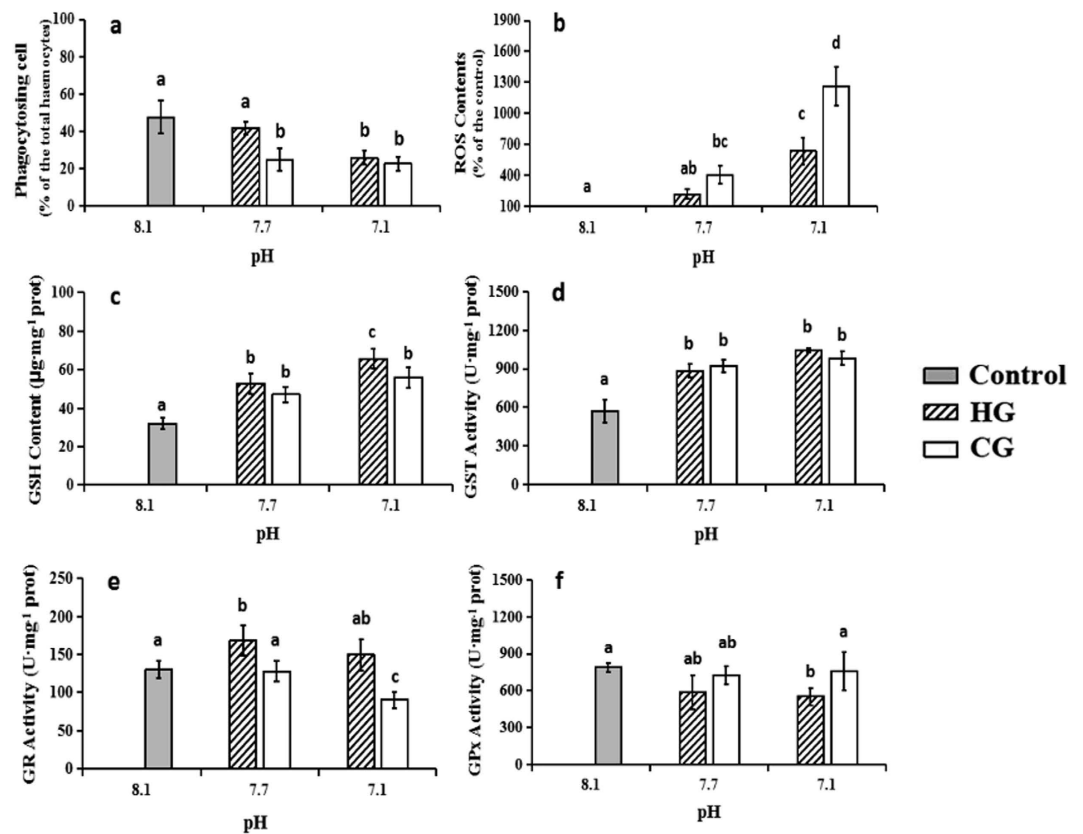 a
Phagocytosing cell
(% of the total haemocytes)
100
80
60
40
20
0
a
a
b
b
b
8.1
7.7
7.1
pH
b
ROS Contents
(% of the control)
1900
1600
1300
1000
700
400
100
a
ab
bc
c
d
8.1
7.7
7.1
pH
c
GSH Content (µg·mg-1 prot)
100
80
60
40
20
0
a
b
b
c
b
8.1
7.7
7.1
pH
d
GST Activity (U·mg-1 prot)
1500
1200
900
600
300
0
a
b
b
b
b
8.1
7.7
7.1
pH
Control
HG
CG
e
GR Activity (U·mg-1 prot)
250
200
150
100
50
0
a
b
a
ab
c
8.1
7.7
7.1
pH
f
GPx Activity (U·mg-1 prot)
1500
1200
900
600
300
0
a
ab
ab
b
a
8.1
7.7
7.1
pH